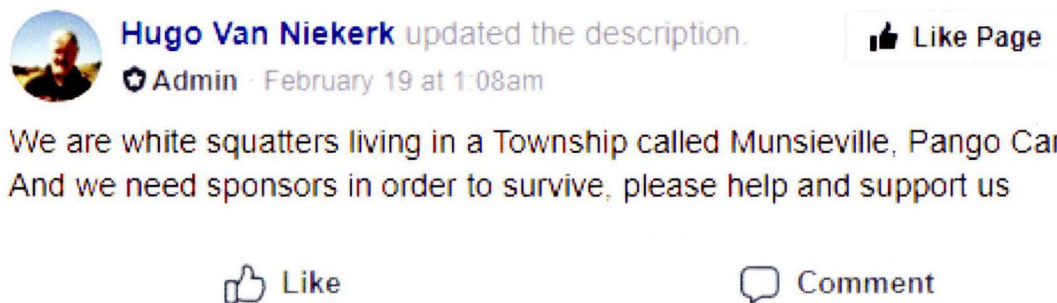 Hugo Van Niekerk updated the description.
Like Page
Admin · February 19 at 1:08am
We are white squatters living in a Township called Munsieville, Pango
And we need sponsors in order to survive, please help and support us
Like
Comment